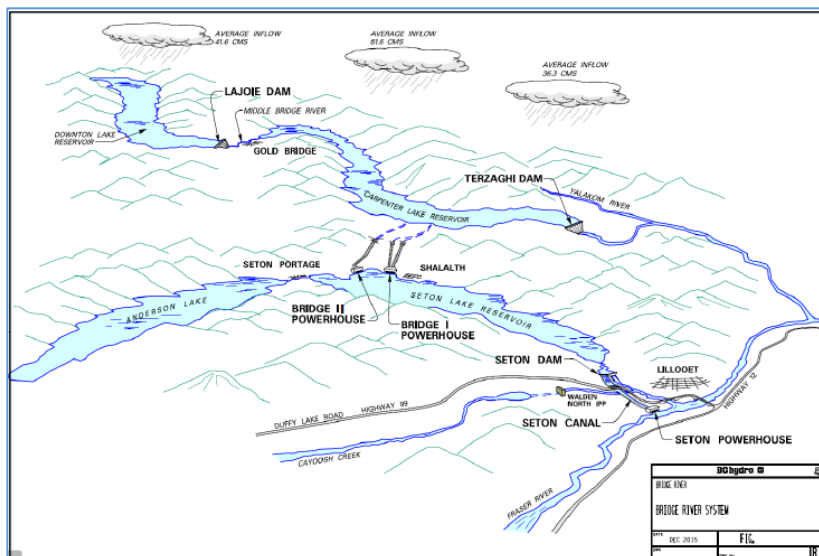 AVERAGE INFLOW
41.6 CMS
AVERAGE INFLOW
51.6 CMS
AVERAGE INFLOW
36.3 CMS
LAJOIE DAM
MIDDLE BRIDGE RIVER
DOWNTON LAKE
RESERVOIR
GOLD BRIDGE
TERZAGHI DAM
YALAKOM RIVER
CARPENTER LAKE RESERVOIR
SETON PORTAGE
SHALALTH
ANDERSON LAKE
BRIDGE II
POWERHOUSE
SETON LAKE RESERVOIR
BRIDGE I
POWERHOUSE
SETON DAM
LILLOOET
WALDEN
NORTH IPP
HIGHWAY 12
DUFFY LAKE ROAD HIGHWAY 99
SETON CANAL
SETON POWERHOUSE
CAYOOSH CREEK
FRASER RIVER
BChydro
BRIDGE RIVER
BRIDGE RIVER SYSTEM
DATE DEC 2015
FIG.